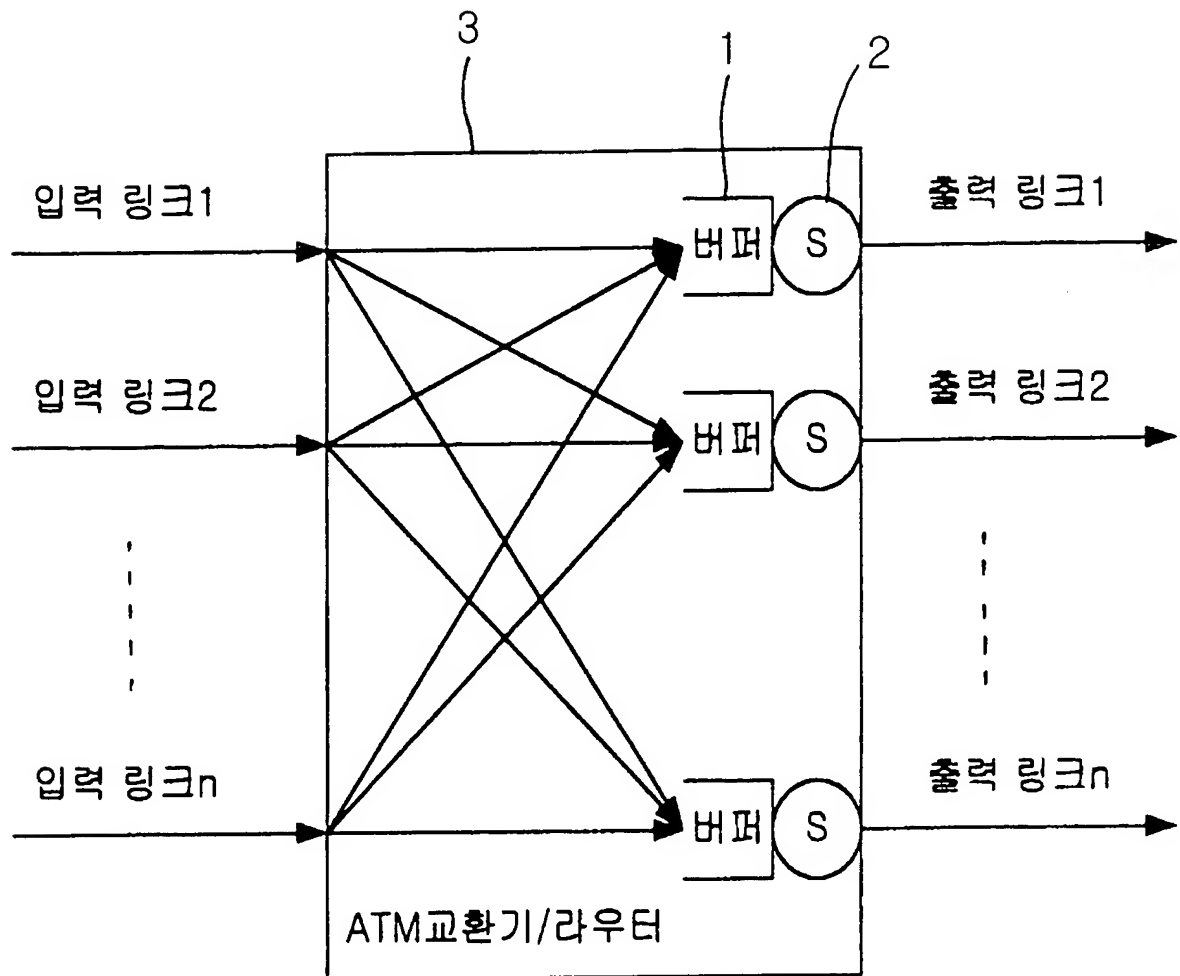 3
1
2
입력 링크1
버퍼
S
출력 링크1
입력 링크2
버퍼
S
출력 링크2
입력 링크n
버퍼
S
출력 링크n
ATM교환기/라우터